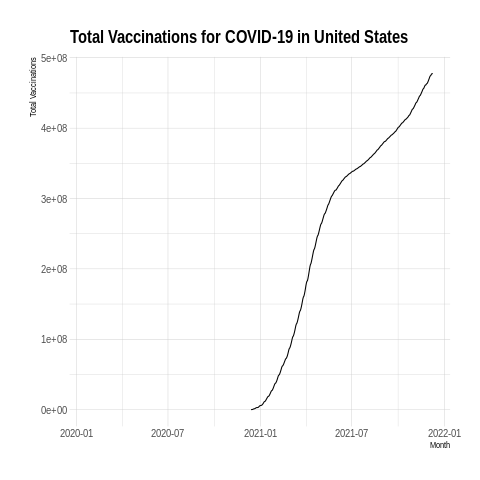 Total Vaccinations for COVID-19 in United States
Total Vaccinations
5e+08
4e+08
3e+08
2e+08
1e+08
0e+00
2020-01 2020-07 2021-01 2021-07 2022-01
Month